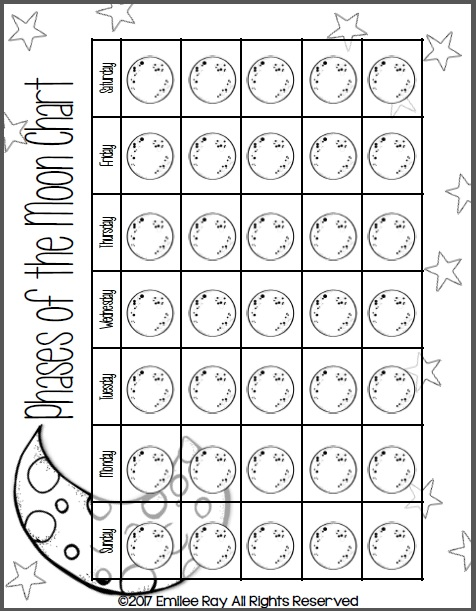 Phases of the Moon Chart
Sunday
Monday
Tuesday
Wednesday
Thursday
Friday
Saturday
©2017 Emilee Ray All Rights Reserved